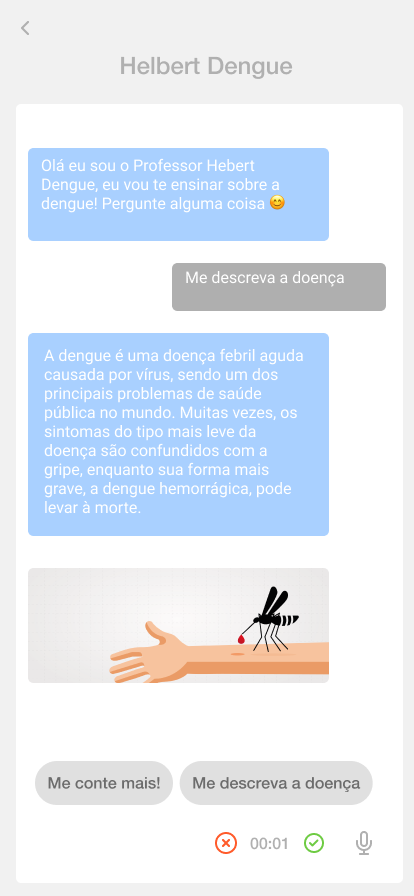 Helbert Dengue
Olá eu sou o Professor Hebert
Dengue, eu vou te ensinar sobre a
dengue! Pergunte alguma coisa 😊
Me descreva a doença
A dengue é uma doença febril aguda
causada por vírus, sendo um dos
principais problemas de saúde
pública no mundo. Muitas vezes, os
sintomas do tipo mais leve da
doença são confundidos com a
gripe, enquanto sua forma mais
grave, a dengue hemorrágica, pode
levar à morte.
Me conte mais!
Me descreva a doença
00:01